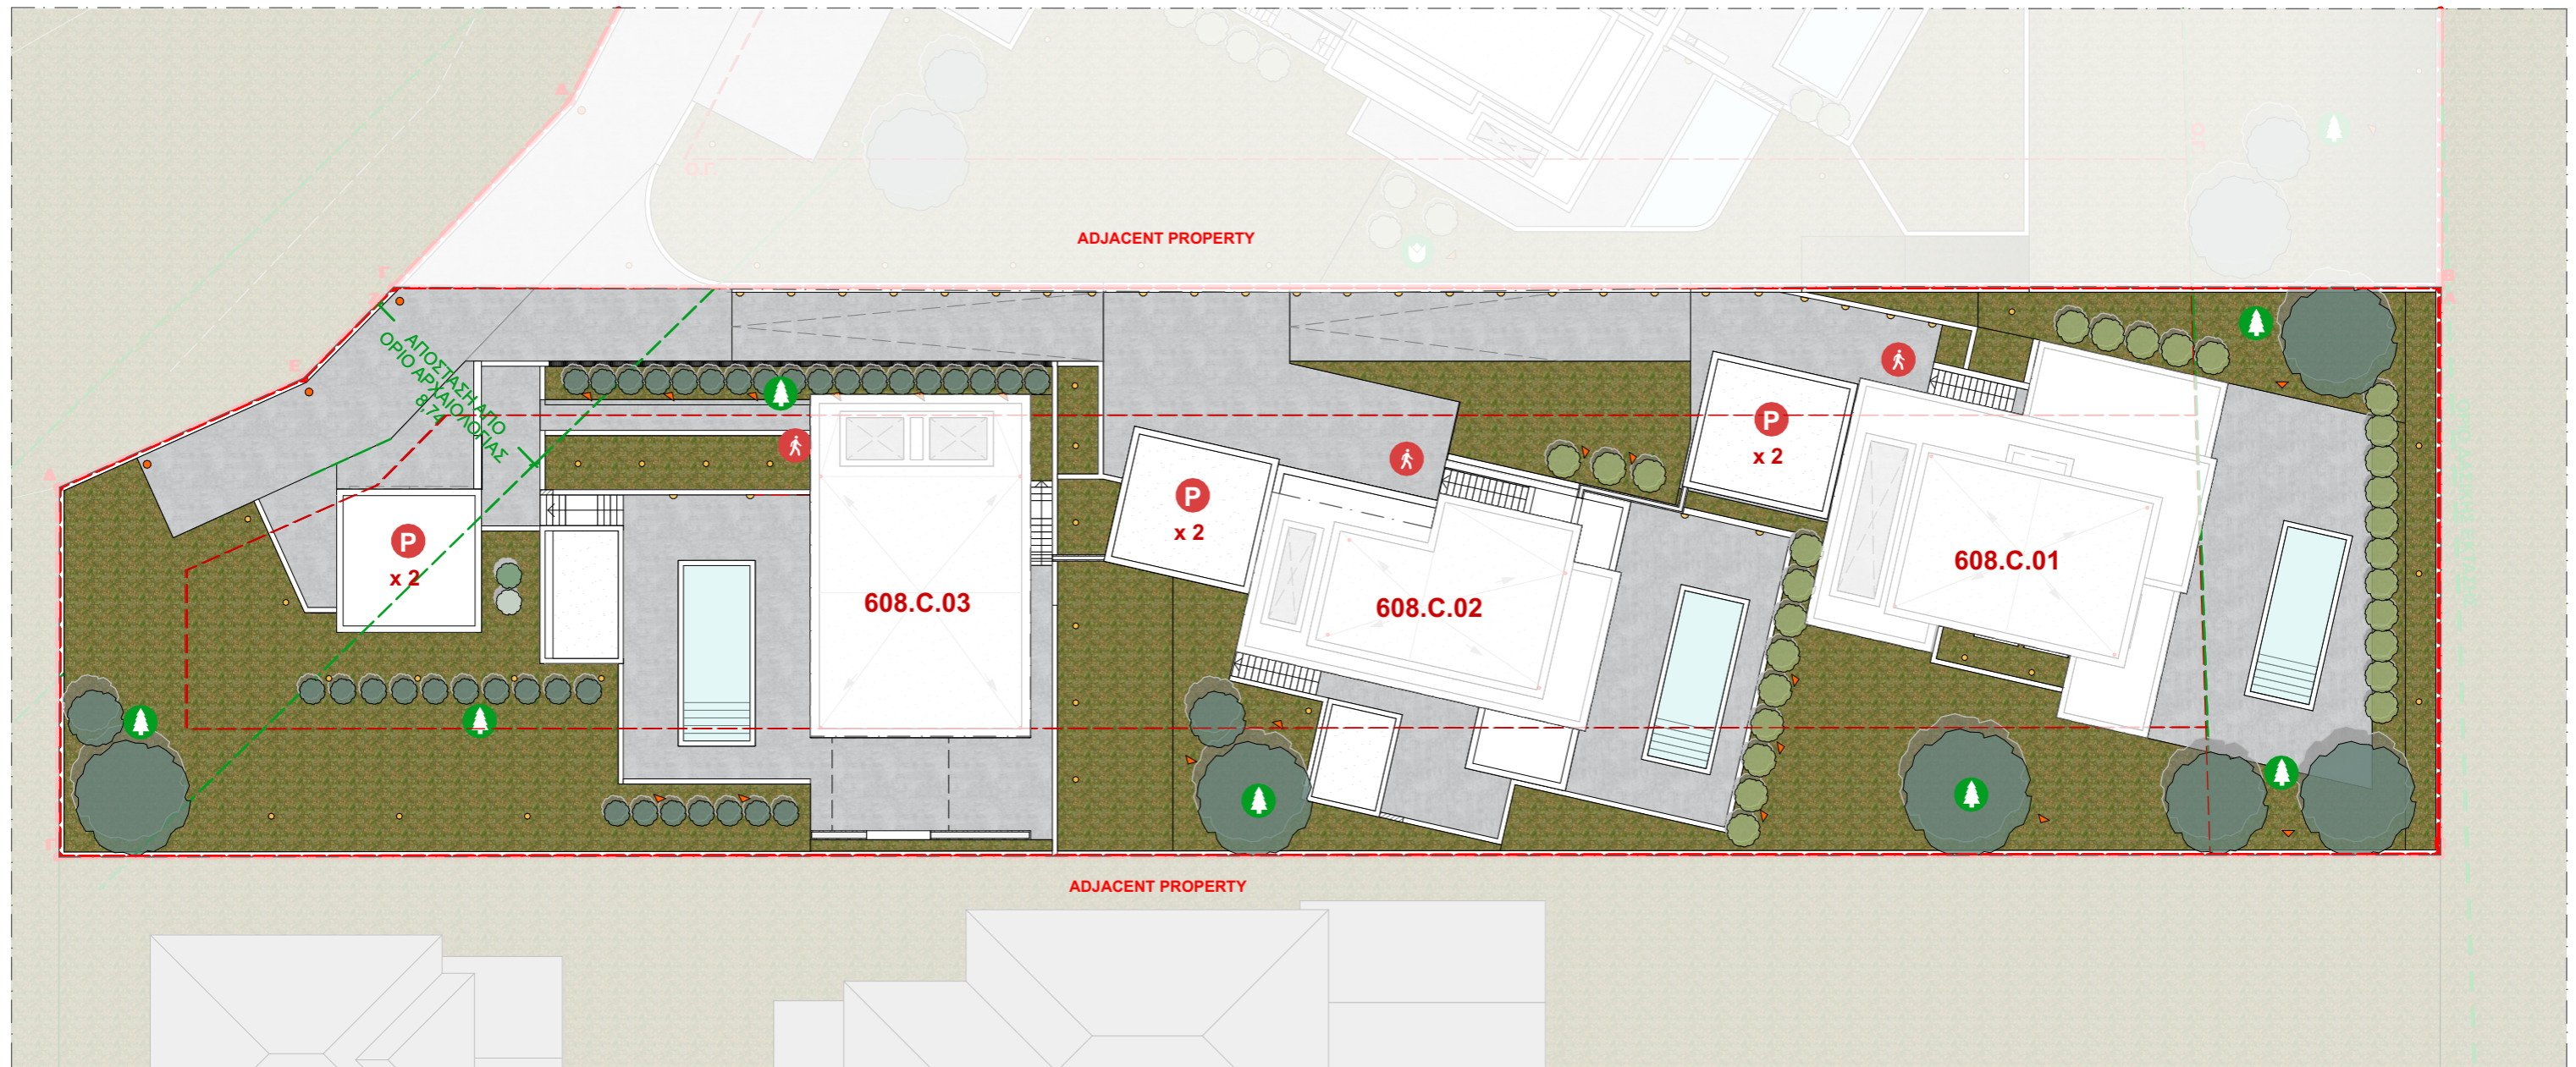 Δ
Ο.Γ.
Ο.Γ.
ADJACENT PROPERTY
Γ
Β
Ε
Δ
ΑΠΟΣΤΑΣΗ ΑΠΟ
ΟΡΙΟ ΑΡΧΑΙΟΛΟΓΙΑΣ
8,74
P
x 2
608.C.03
P
x 2
608.C.02
P
x 2
608.C.01
Γ
ADJACENT PROPERTY